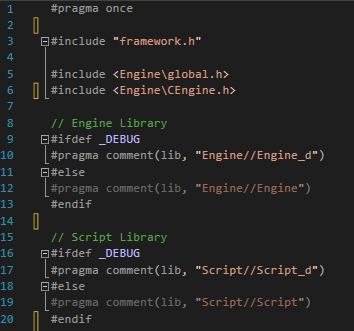 1 #pragma once
2
3 #include "framework.h"
4
5 #include <Engine\global.h>
6 #include <Engine\CEngine.h>
7
8 // Engine Library
9 #ifdef _DEBUG
10 #pragma comment(lib, "Engine//Engine_d")
11 #else
12 #pragma comment(lib, "Engine//Engine")
13 #endif
14
15 // Script Library
16 #ifdef _DEBUG
17 #pragma comment(lib, "Script//Script_d")
18 #else
19 #pragma comment(lib, "Script//Script")
20 #endif